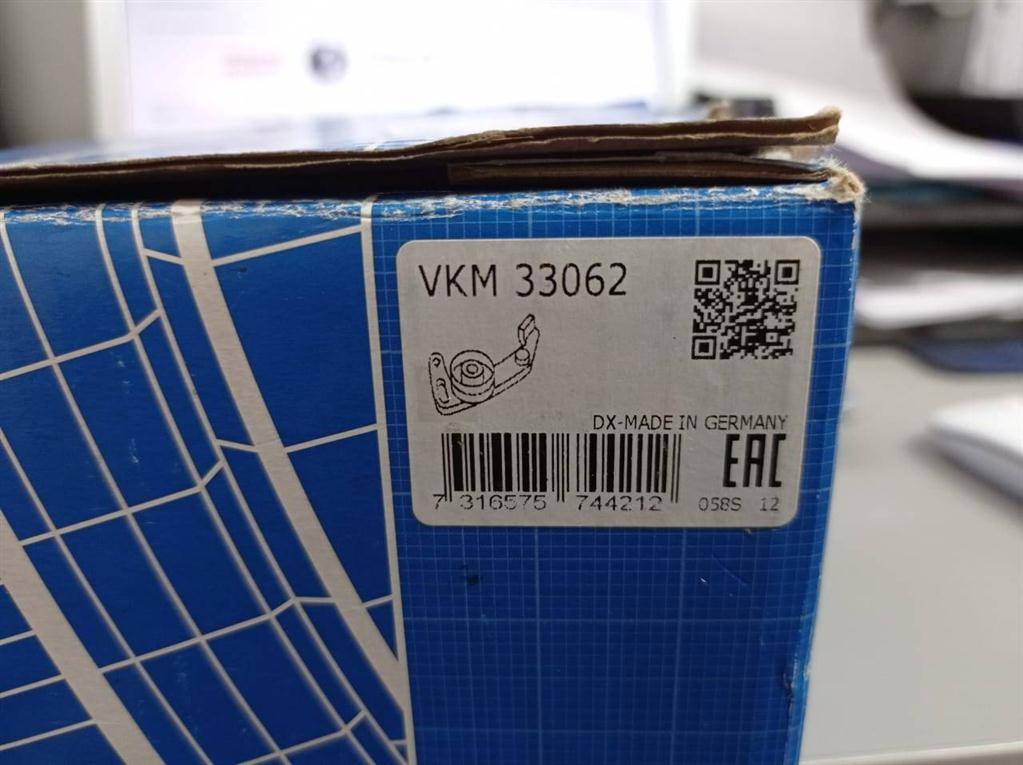 VKM 33062
DX-MADE IN GERMANY
EAC
7 316575 744212
058S 12